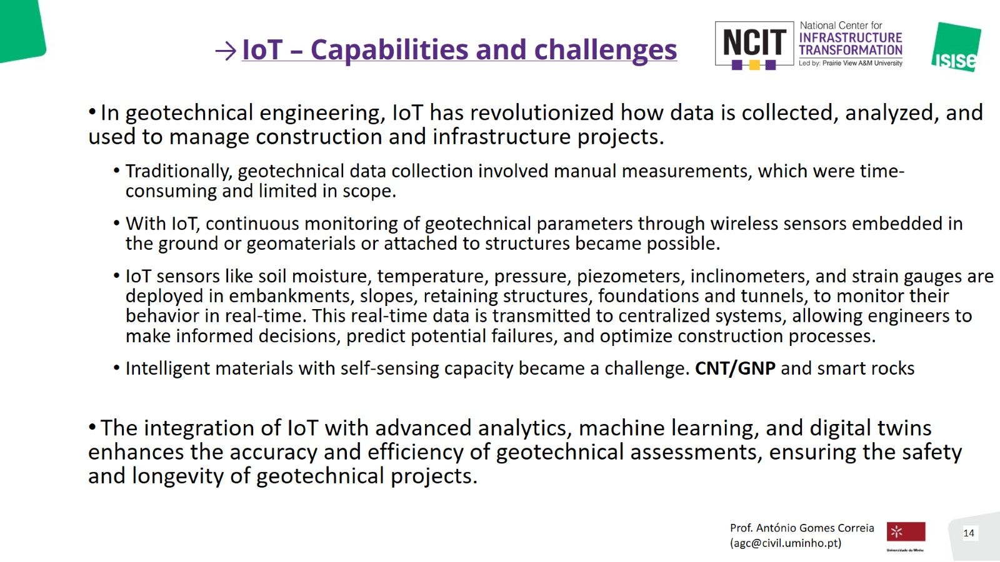 →IoT – Capabilities and challenges
NCIT
National Center for
INFRASTRUCTURE
TRANSFORMATION
Led by: Prairie View A&M University
isise
• In geotechnical engineering, IoT has revolutionized how data is collected, analyzed, and
used to manage construction and infrastructure projects.
• Traditionally, geotechnical data collection involved manual measurements, which were time-
consuming and limited in scope.
• With IoT, continuous monitoring of geotechnical parameters through wireless sensors embedded in
the ground or geomaterials or attached to structures became possible.
• IoT sensors like soil moisture, temperature, pressure, piezometers, inclinometers, and strain gauges are
deployed in embankments, slopes, retaining structures, foundations and tunnels, to monitor their
behavior in real-time. This real-time data is transmitted to centralized systems, allowing engineers to
make informed decisions, predict potential failures, and optimize construction processes.
• Intelligent materials with self-sensing capacity became a challenge. CNT/GNP and smart rocks
• The integration of IoT with advanced analytics, machine learning, and digital twins
enhances the accuracy and efficiency of geotechnical assessments, ensuring the safety
and longevity of geotechnical projects.
Prof. António Gomes Correia
(agc@civil.uminho.pt)
Universidade do Minho
14